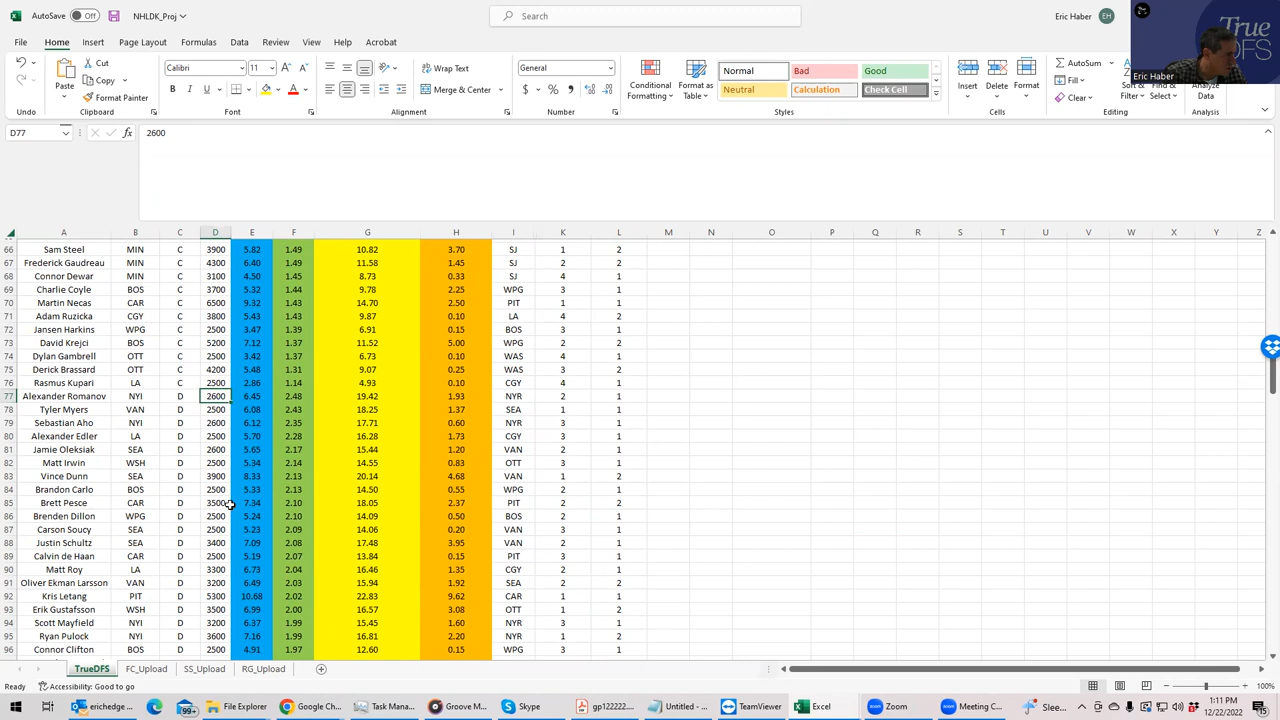 AutoSave Off NHLDK_Proj Search Eric Haber EH
File Home Insert Draw Page Layout Formulas Data Review View Help Acrobat
Paste Cut Copy Format Painter Calibri 11 Wrap Text Merge & Center General Conditional Formatting Format as Table Normal Bad Good Neutral Calculation Check Cell Insert Delete Format AutoSum Fill Clear Sort & Filter Find & Select Analyze Data
Undo Clipboard Font Alignment Number Styles Cells Editing Analysis
True DFS
Eric Haber
D77 fx 2600
A B C D E F G H I K L M N O P Q R S T U V W X Y Z
66 Sam Steel MIN C 3900 5.82 1.49 10.82 3.70 SJ 1 2
67 Frederick Gaudreau MIN C 4300 6.40 1.49 11.58 1.45 SJ 2 2
68 Connor Dewar MIN C 3100 4.50 1.45 8.73 0.33 SJ 4 1
69 Charlie Coyle BOS C 3700 5.32 1.44 9.78 2.25 WPG 3 1
70 Martin Necas CAR C 6500 9.32 1.43 14.70 2.50 PIT 1 1
71 Adam Ruzicka CGY C 3800 5.43 1.43 9.87 0.10 LA 4 2
72 Jansen Harkins WPG C 2500 3.47 1.39 6.91 0.15 BOS 3 1
73 David Krejci BOS C 5200 7.12 1.37 11.52 5.00 WPG 2 2
74 Dylan Gambrell OTT C 2500 3.42 1.37 6.73 0.10 WAS 4 1
75 Derick Brassard OTT C 4200 5.48 1.31 9.07 0.25 WAS 3 2
76 Rasmus Kupari LA C 2500 2.86 1.14 4.93 0.10 CGY 4 1
77 Alexander Romanov NYI D 2600 6.45 2.48 19.42 1.93 NYR 2 1
78 Tyler Myers VAN D 2500 6.08 2.43 18.25 1.37 SEA 1 1
79 Sebastian Aho NYI D 2600 6.12 2.35 17.71 0.60 NYR 3 1
80 Alexander Edler LA D 2500 5.70 2.28 16.28 1.73 CGY 3 1
81 Jamie Oleksiak SEA D 2600 5.65 2.17 15.44 1.20 VAN 2 1
82 Matt Irwin WSH D 2500 5.34 2.14 14.55 0.83 OTT 3 1
83 Vince Dunn SEA D 3900 8.33 2.13 20.14 4.68 VAN 1 2
84 Brandon Carlo BOS D 2500 5.33 2.13 14.50 0.55 WPG 2 1
85 Brett Pesce CAR D 3500 7.34 2.10 18.05 2.37 PIT 2 1
86 Brenden Dillon WPG D 2500 5.24 2.10 14.09 0.50 BOS 2 1
87 Carson Soucy SEA D 2500 5.23 2.09 14.06 0.20 VAN 3 1
88 Justin Schultz SEA D 3400 7.09 2.08 17.48 3.95 VAN 2 1
89 Calvin de Haan CAR D 2500 5.19 2.07 13.84 0.15 PIT 3 1
90 Matt Roy LA D 3300 6.73 2.04 16.46 1.35 CGY 2 1
91 Oliver Ekman Larsson VAN D 3200 6.49 2.03 15.94 1.92 SEA 2 1
92 Kris Letang PIT D 5300 10.68 2.02 22.83 9.62 CAR 1 1
93 Erik Gustafsson WSH D 3500 6.99 2.00 16.57 3.08 OTT 1 2
94 Scott Mayfield NYI D 3200 6.37 1.99 15.45 1.60 NYR 3 1
95 Ryan Pulock NYI D 3600 7.16 1.99 16.81 2.20 NYR 1 2
96 Connor Clifton BOS D 2500 4.91 1.97 12.60 0.15 WPG 3 1
TrueDFS FC_Upload SS_Upload RG_Upload
Ready Accessibility: Good to go 100%
99+ erichedge File Explorer Google Ch... Task Mana... Groove M... Skype gp122222.... Untitled - ... TeamViewer Excel Zoom Meeting C... Slee... 1:11 PM
12/22/2022